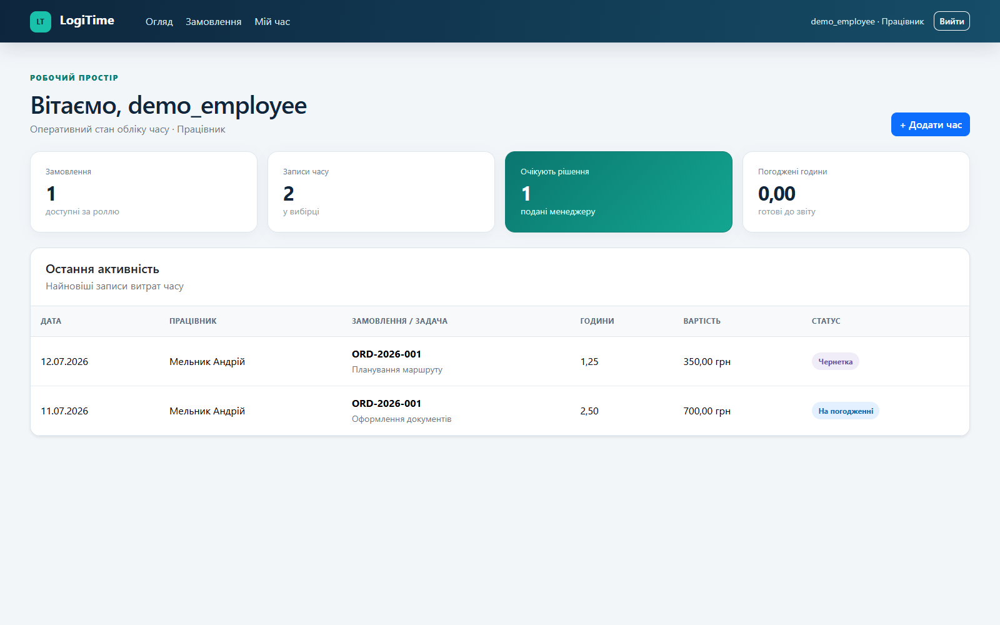 LT LogiTime Огляд Замовлення Мій час demo_employee · Працівник Вийти
РОБОЧИЙ ПРОСТІР
Вітаємо, demo_employee
Оперативний стан обліку часу · Працівник
+ Додати час
Замовлення
1
доступні за роллю
Записи часу
2
у вибірці
Очікують рішення
1
подані менеджеру
Погоджені години
0,00
готові до звіту
Остання активність
Найновіші записи витрат часу
ДАТА ПРАЦІВНИК ЗАМОВЛЕННЯ / ЗАДАЧА ГОДИНИ ВАРТІСТЬ СТАТУС
12.07.2026 Мельник Андрій ORD-2026-001 1,25 350,00 грн Чернетка
Планування маршруту
11.07.2026 Мельник Андрій ORD-2026-001 2,50 700,00 грн На погодженні
Оформлення документів